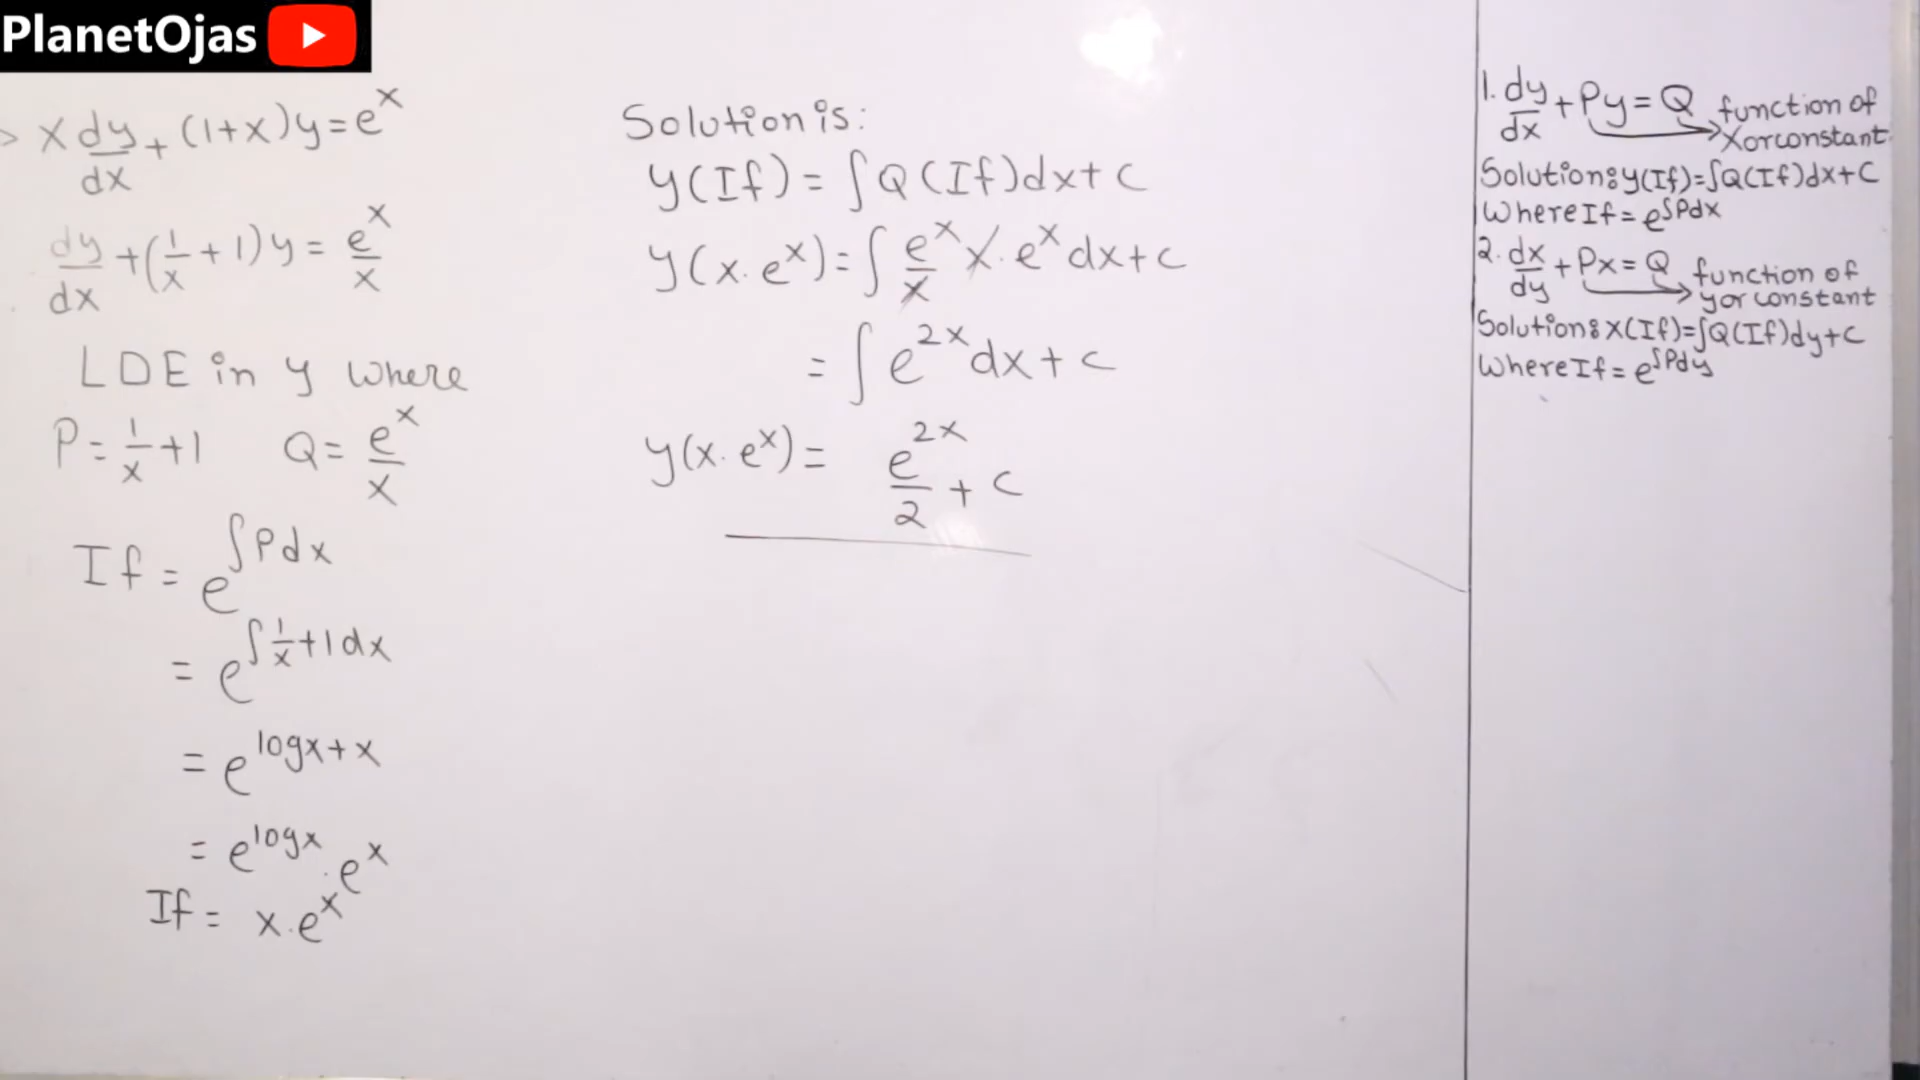 PlanetOjas
> x dy/dx + (1+x)y = e^x
dy/dx + (1/x + 1)y = e^x/x
LDE in y where
P = 1/x + 1 Q = e^x/x
If = e^∫Pdx
= e^∫1/x+1dx
= e^logx+x
= e^logx . e^x
If = x.e^x
Solution is:
y(If) = ∫Q(If)dx + c
y(x.e^x) = ∫ e^x/x x.e^x dx + c
= ∫e^2x dx + c
y(x.e^x) = e^2x/2 + c
1. dy/dx + Py = Q function of
x or constant
Solution: y(If)=∫Q(If)dx+C
Where If = e^∫Pdx
2. dx/dy + Px = Q function of
y or constant
Solution: x(If)=∫Q(If)dy+C
Where If = e^∫Pdy